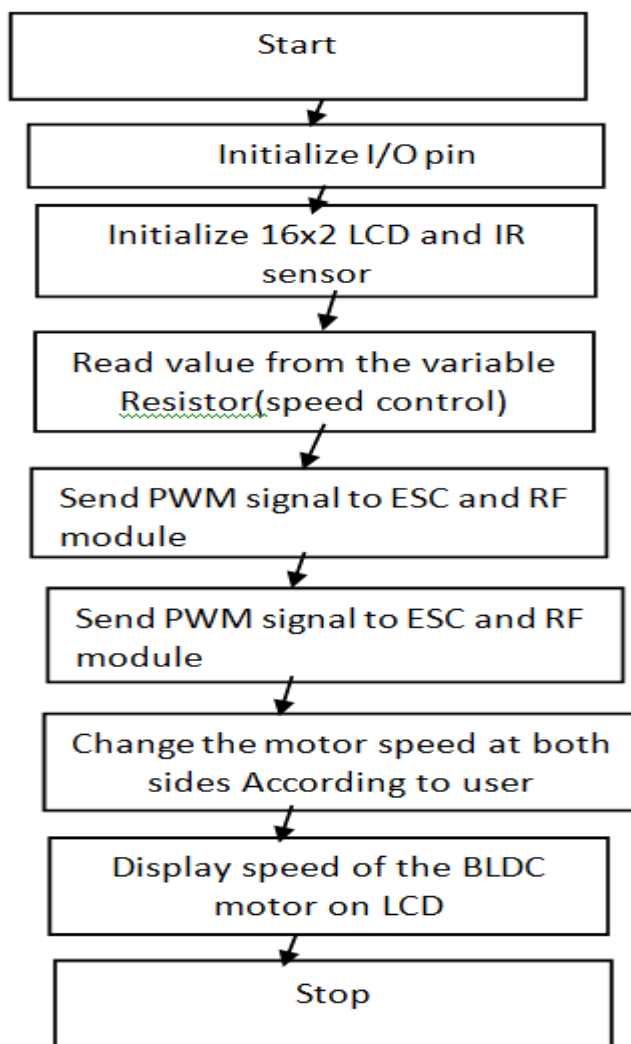 Start
Initialize I/O pin
Initialize 16x2 LCD and IR
sensor
Read value from the variable
Resistor(speed control)
Send PWM signal to ESC and RF
module
Send PWM signal to ESC and RF
module
Change the motor speed at both
sides According to user
Display speed of the BLDC
motor on LCD
Stop